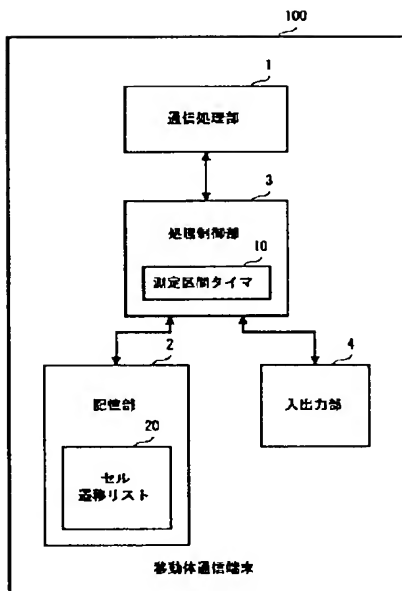 100
1
通信処理部
3
処理制御部
10
測定区間タイマ
2
記憶部
20
セル
遷移リスト
4
入出力部
移動体通信端末